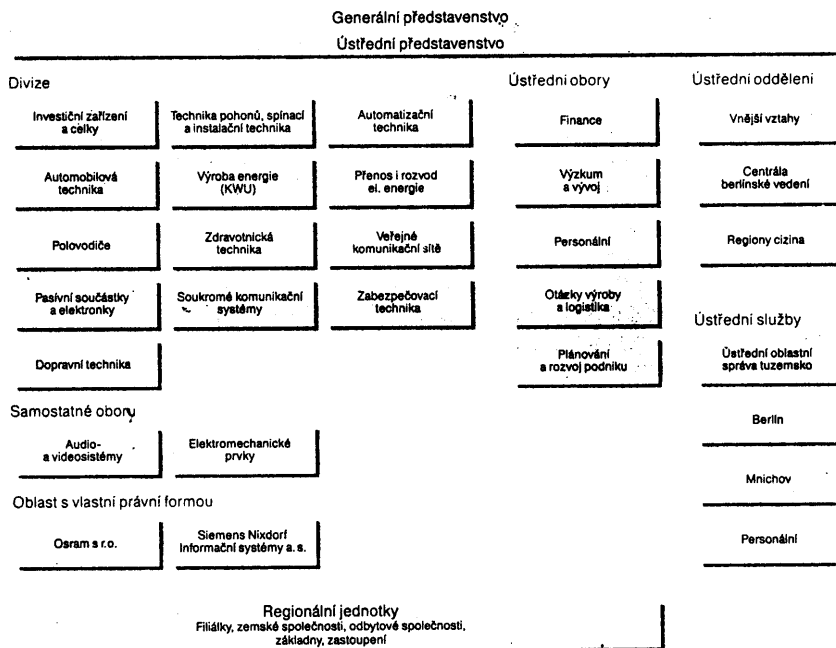 Generální představenstvo
Ústřední představenstvo
Divize
Investiční zařízení
a celky
Technika pohonů, spínací
a instalační technika
Automatizační
technika
Automobilová
technika
Výroba energie
(KWU)
Přenos i rozvod
el. energie
Polovodiče
Zdravotnická
technika
Veřejné
komunikační sítě
Pasívní součástky
a elektronky
Soukromé komunikační
systémy
Zabezpečovací
technika
Dopravní technika
Samostatné obory
Audio-
a videosistémy
Elektromechanické
prvky
Oblast s vlastní právní formou
Osram s r.o.
Siemens Nixdorf
Informační systémy a. s.
Ústřední obory
Finance
Výzkum
a vývoj
Personální
Otázky výroby
a logistika
Plánování
a rozvoj podniku
Ústřední oddělení
Vnější vztahy
Centrála
berlínské vedení
Regiony cizina
Ústřední služby
Ústřední oblastní
správa tuzemsko
Berlín
Mnichov
Personální
Regionální jednotky
Filiálky, zemské společnosti, odbytové společnosti,
základny, zastoupení